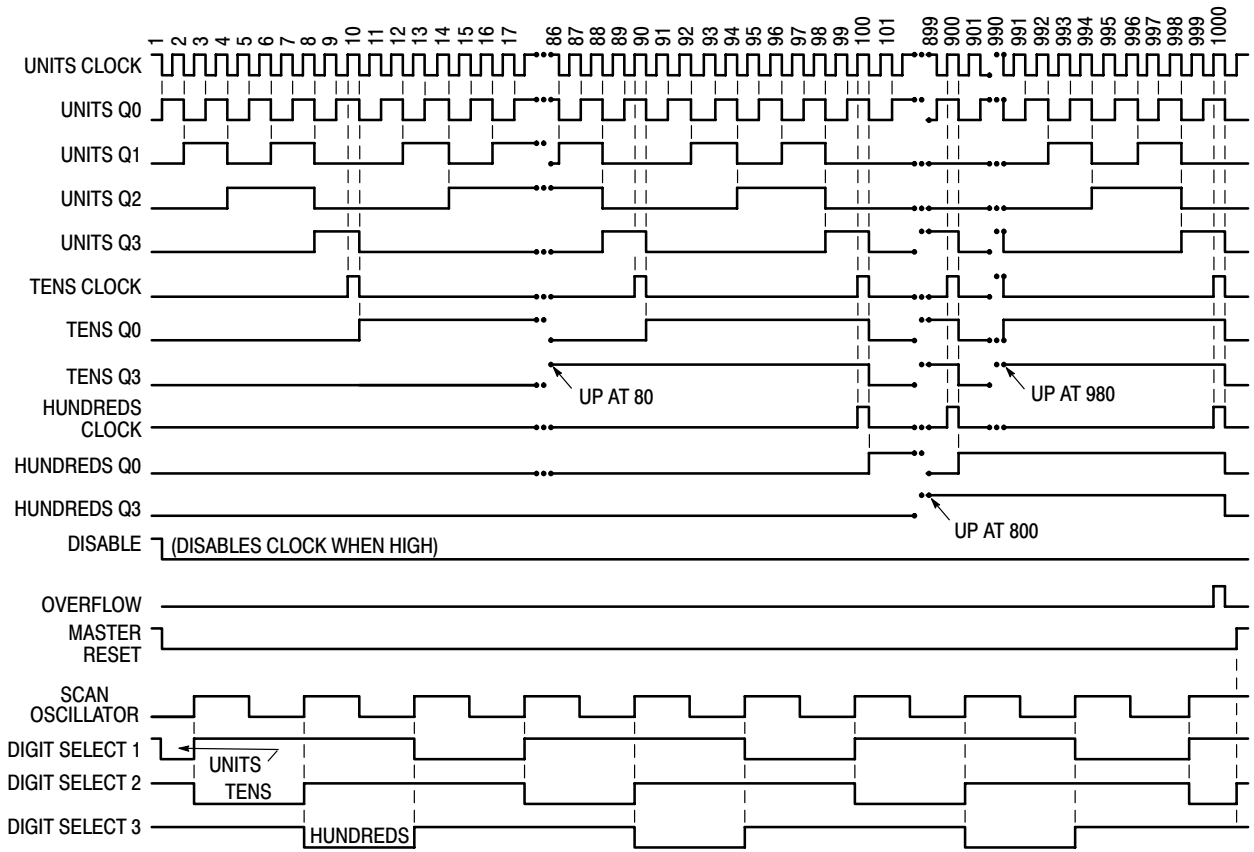 1 2 3 4 5 6 7 8 9 10 11 12 13 14 15 16 17 86 87 88 89 90 91 92 93 94 95 96 97 98 99 100 101 899 900 901 990 991 992 993 994 995 996 997 998 999 1000
UNITS CLOCK
UNITS Q0
UNITS Q1
UNITS Q2
UNITS Q3
TENS CLOCK
TENS Q0
TENS Q3
UP AT 80
UP AT 980
HUNDREDS
CLOCK
HUNDREDS Q0
HUNDREDS Q3
UP AT 800
DISABLE
(DISABLES CLOCK WHEN HIGH)
OVERFLOW
MASTER
RESET
SCAN
OSCILLATOR
DIGIT SELECT 1
UNITS
DIGIT SELECT 2
TENS
DIGIT SELECT 3
HUNDREDS